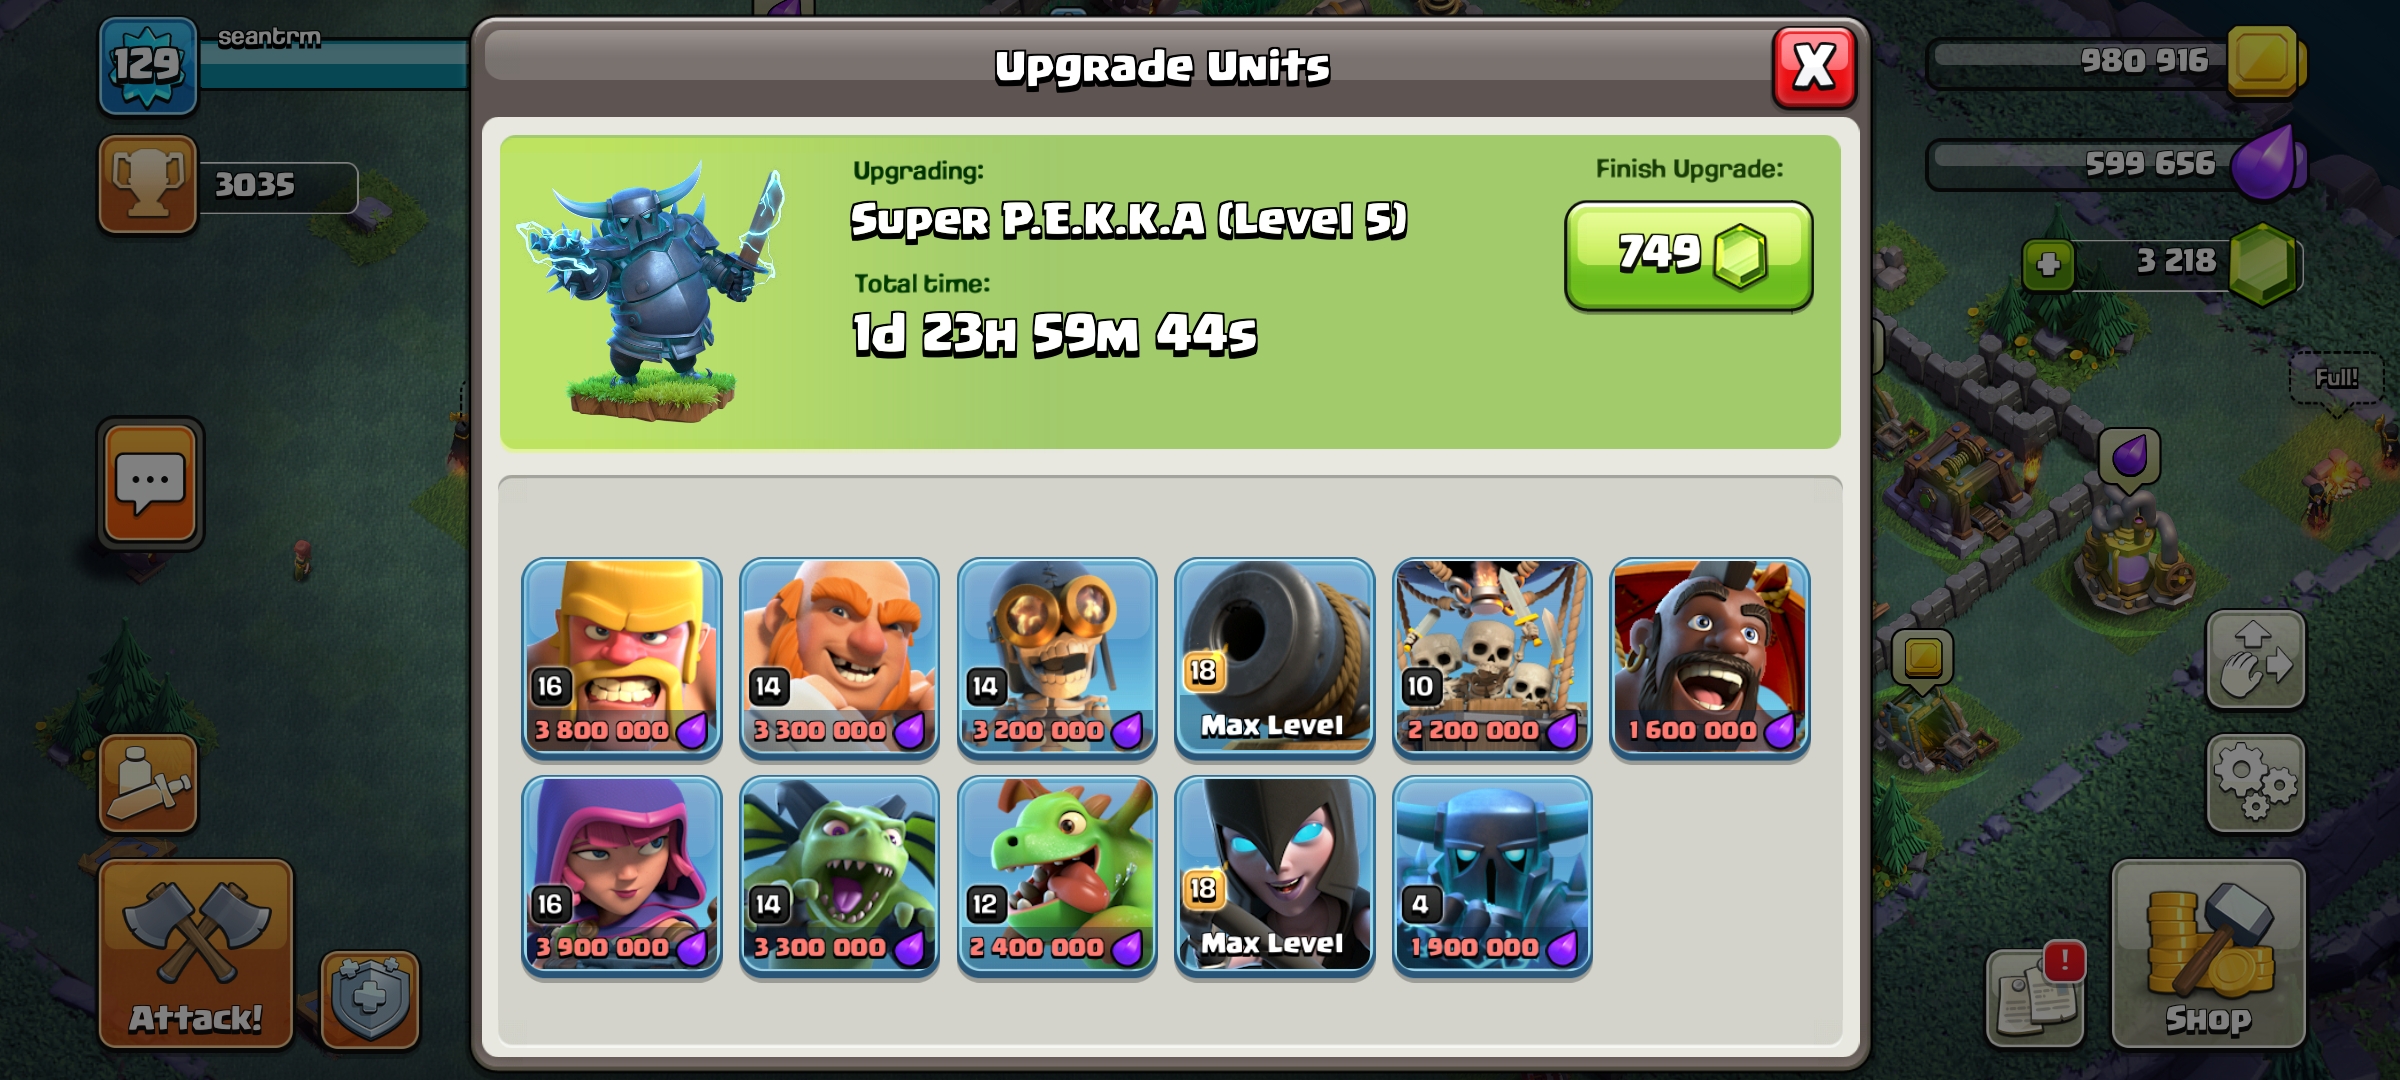 129
seantrm
3035
Attack!
Upgrade Units
X
Upgrading:
Super P.E.K.K.A (Level 5)
Total time:
1d 23H 59M 44s
Finish Upgrade:
749
16
3 800 000
14
3 300 000
14
3 200 000
18
Max Level
10
2 200 000
1 600 000
16
3 900 000
14
3 300 000
12
2 400 000
18
Max Level
4
1 900 000
980 916
599 656
3 218
Full!
!
Shop